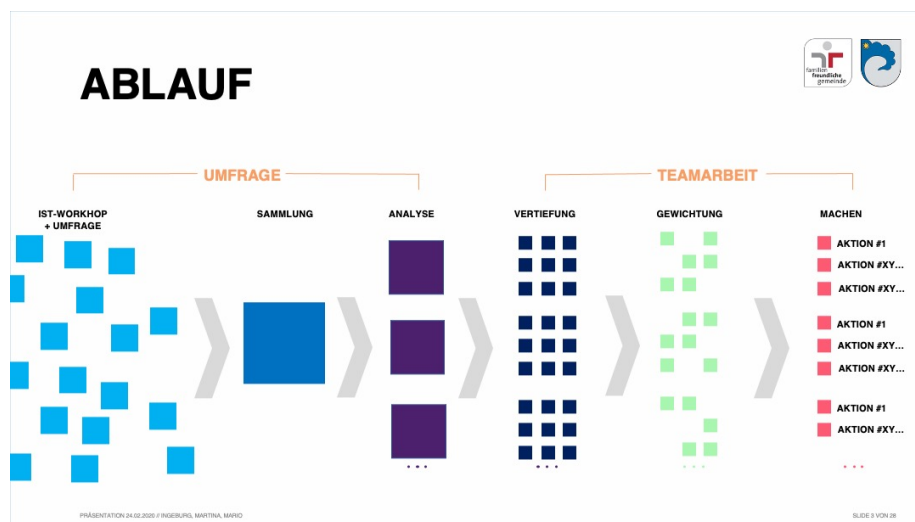 ABLAUF
familien
freundliche
gemeinde
UMFRAGE
TEAMARBEIT
IST-WORKHOP
+ UMFRAGE
SAMMLUNG
ANALYSE
VERTIEFUNG
GEWICHTUNG
MACHEN
AKTION #1
AKTION #XY...
AKTION #XY...
AKTION #1
AKTION #XY...
AKTION #XY...
AKTION #1
AKTION #XY...
PRÄSENTATION 24.02.2020 // INGEBURG, MARTINA, MARIO
SLIDE 3 VON 28